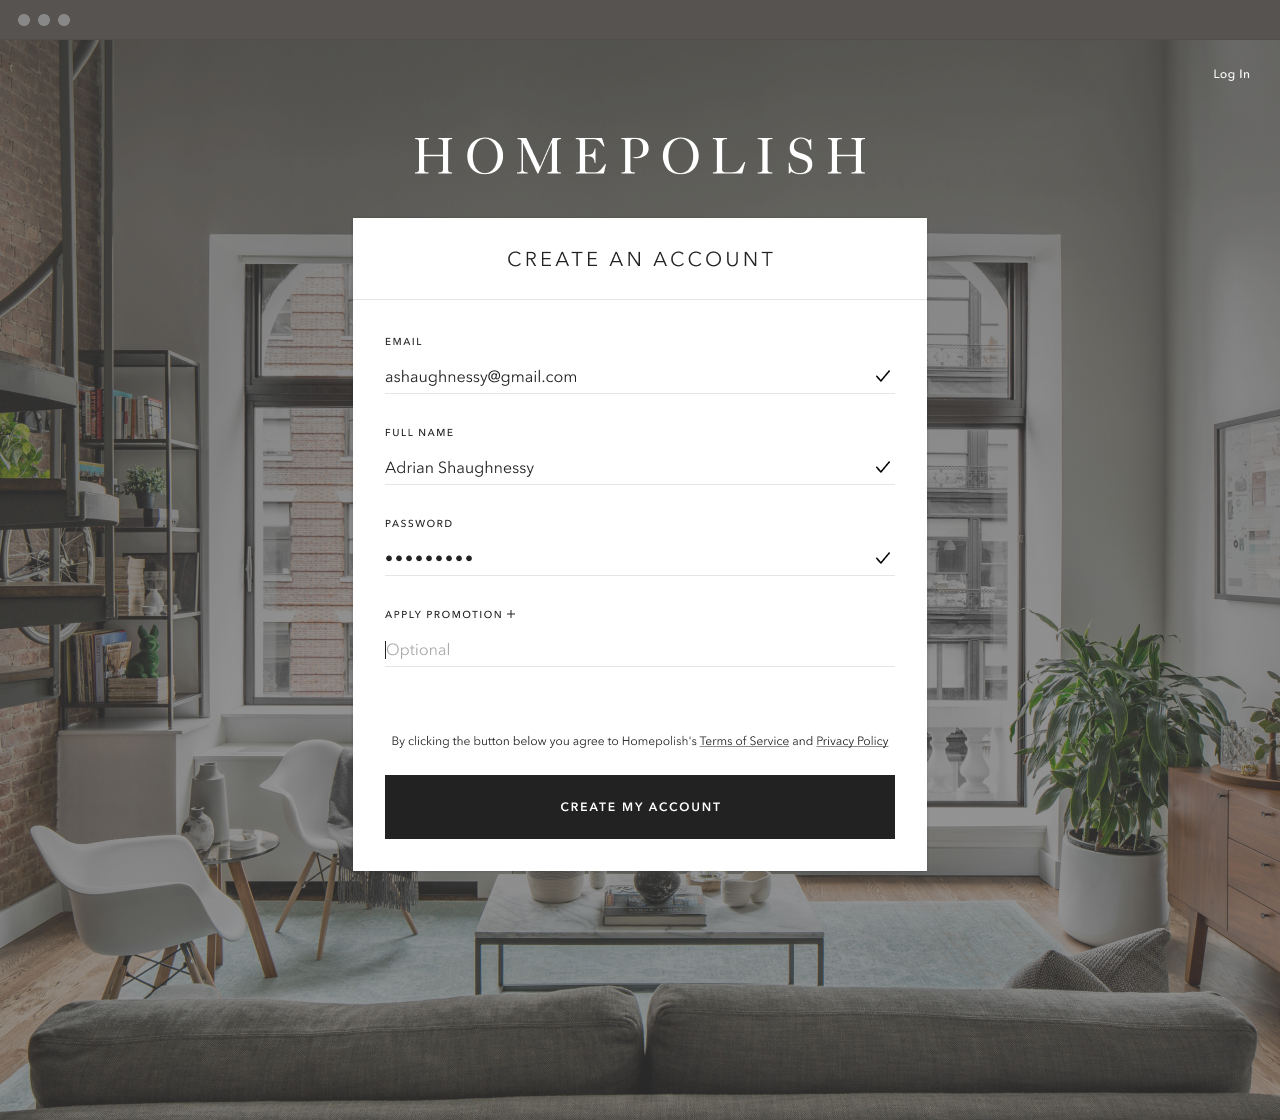 Log In
HOMEPOLISH
CREATE AN ACCOUNT
EMAIL
ashaughnessy@gmail.com
FULL NAME
Adrian Shaughnessy
PASSWORD
•••••••••
APPLY PROMOTION +
Optional
By clicking the button below you agree to Homepolish's Terms of Service and Privacy Policy
CREATE MY ACCOUNT